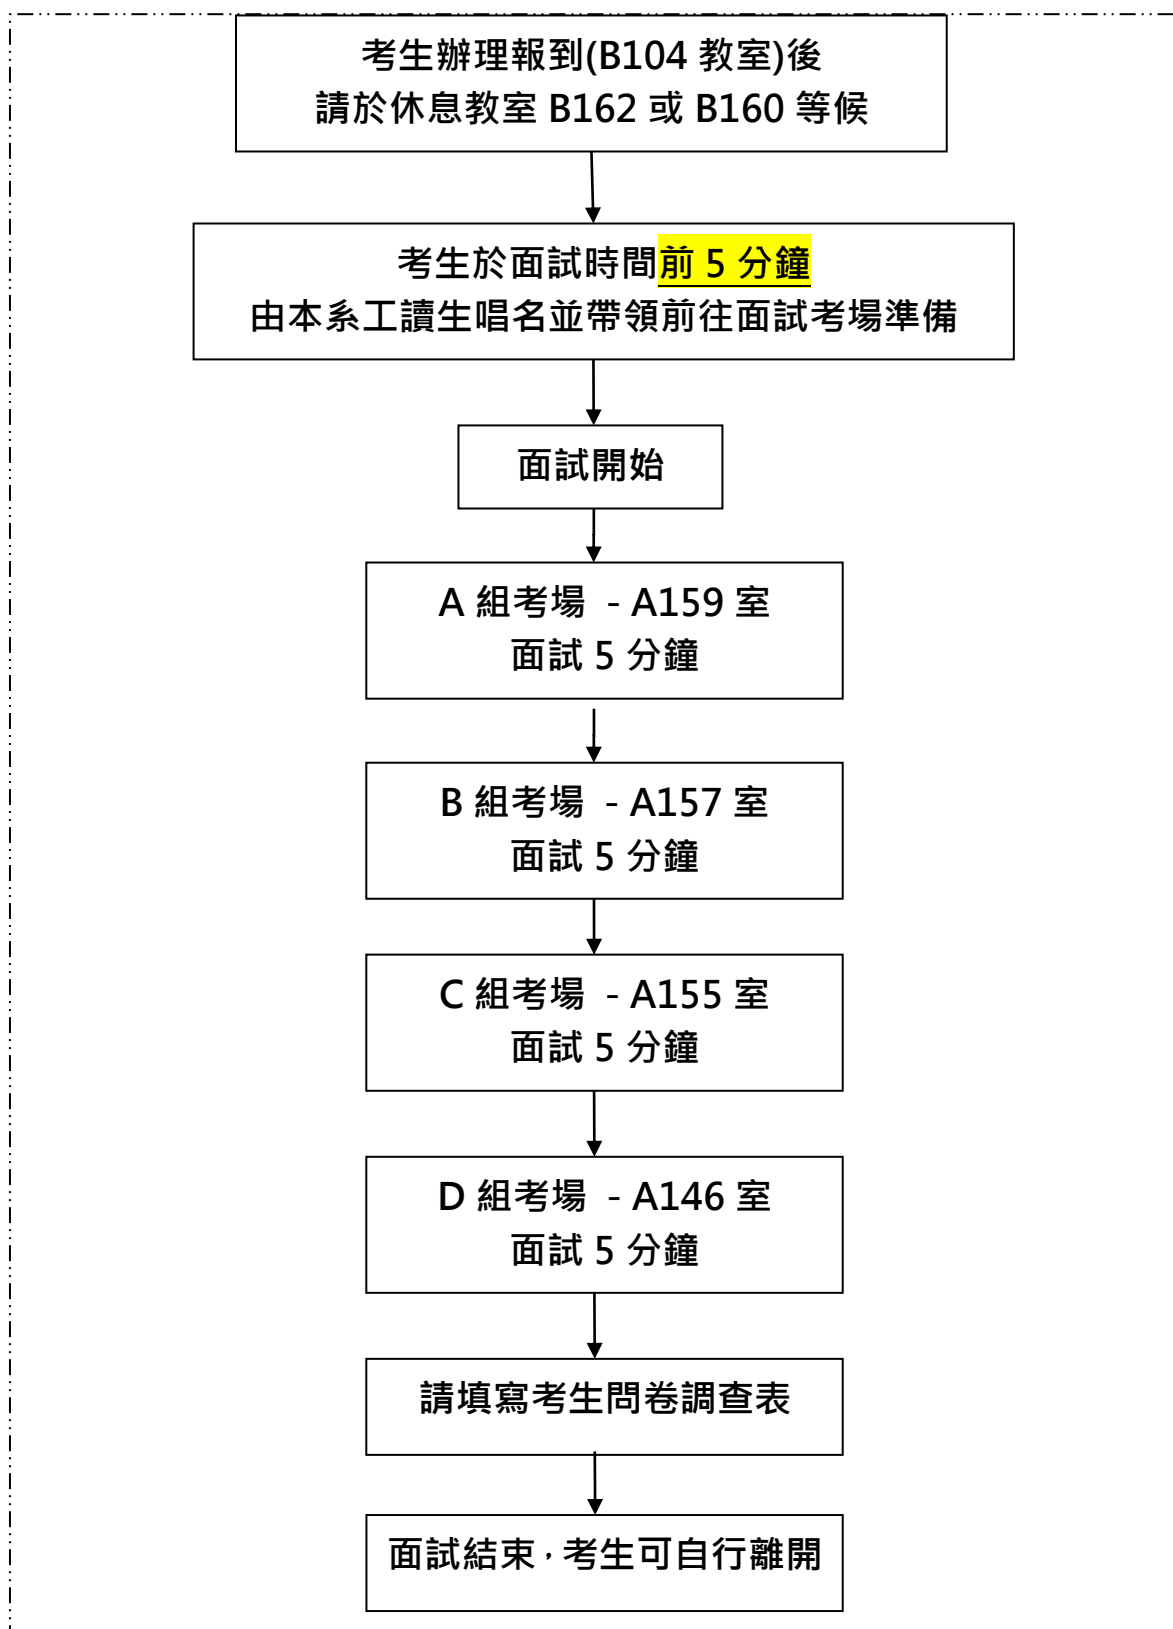 考生辦理報到(B104 教室)後
請於休息教室 B162 或 B160 等候
考生於面試時間前 5 分鐘
由本系工讀生唱名並帶領前往面試考場準備
面試開始
A 組考場 - A159 室
面試 5 分鐘
B 組考場 - A157 室
面試 5 分鐘
C 組考場 - A155 室
面試 5 分鐘
D 組考場 - A146 室
面試 5 分鐘
請填寫考生問卷調查表
面試結束，考生可自行離開